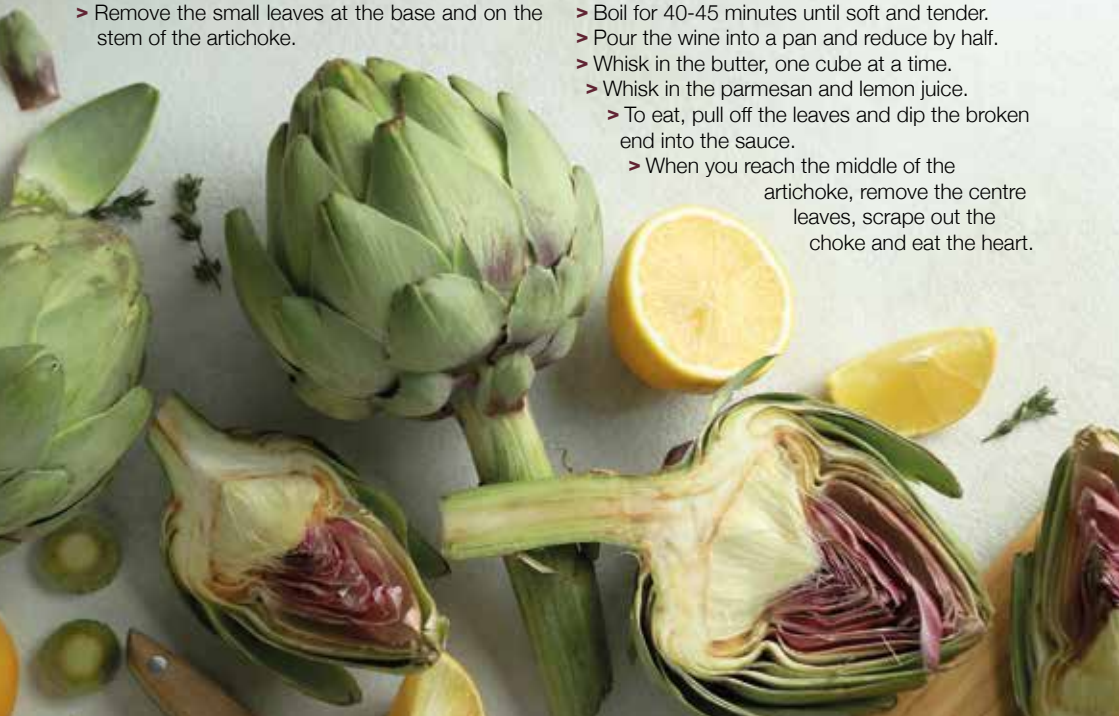 > Remove the small leaves at the base and on the
stem of the artichoke.
> Boil for 40-45 minutes until soft and tender.
> Pour the wine into a pan and reduce by half.
> Whisk in the butter, one cube at a time.
> Whisk in the parmesan and lemon juice.
> To eat, pull off the leaves and dip the broken
end into the sauce.
> When you reach the middle of the
artichoke, remove the centre
leaves, scrape out the
choke and eat the heart.